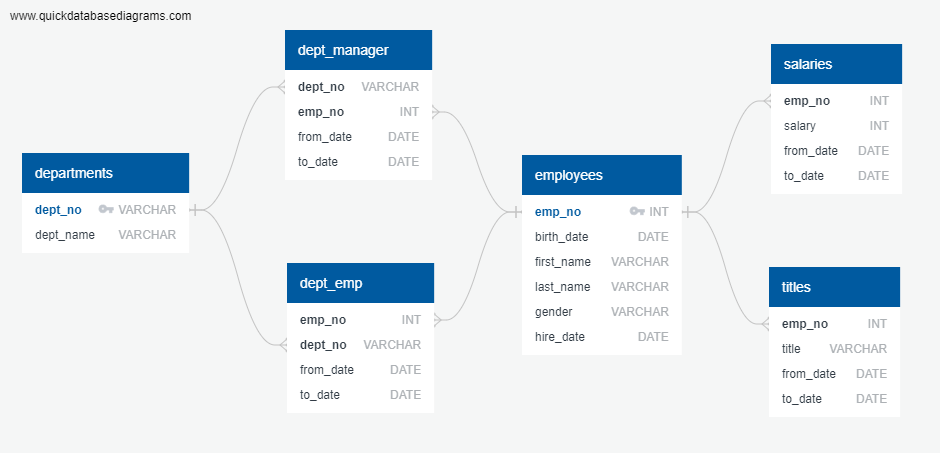 www.quickdatabasediagrams.com
departments
dept_no VARCHAR
dept_name VARCHAR
dept_manager
dept_no VARCHAR
emp_no INT
from_date DATE
to_date DATE
dept_emp
emp_no INT
dept_no VARCHAR
from_date DATE
to_date DATE
employees
emp_no INT
birth_date DATE
first_name VARCHAR
last_name VARCHAR
gender VARCHAR
hire_date DATE
salaries
emp_no INT
salary INT
from_date DATE
to_date DATE
titles
emp_no INT
title VARCHAR
from_date DATE
to_date DATE